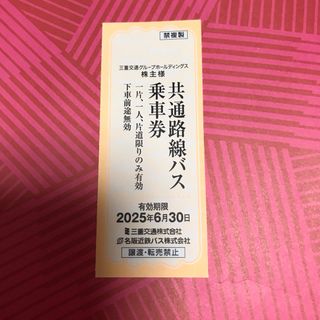 禁複製
三重交通グループホールディングス
株主様
共通路線バス
乗車券
一片、一人、片道限りのみ有効
下車前途無効
有効期限
2025年6月30日
三重交通株式会社
名阪近鉄バス株式会社
譲渡・転売禁止